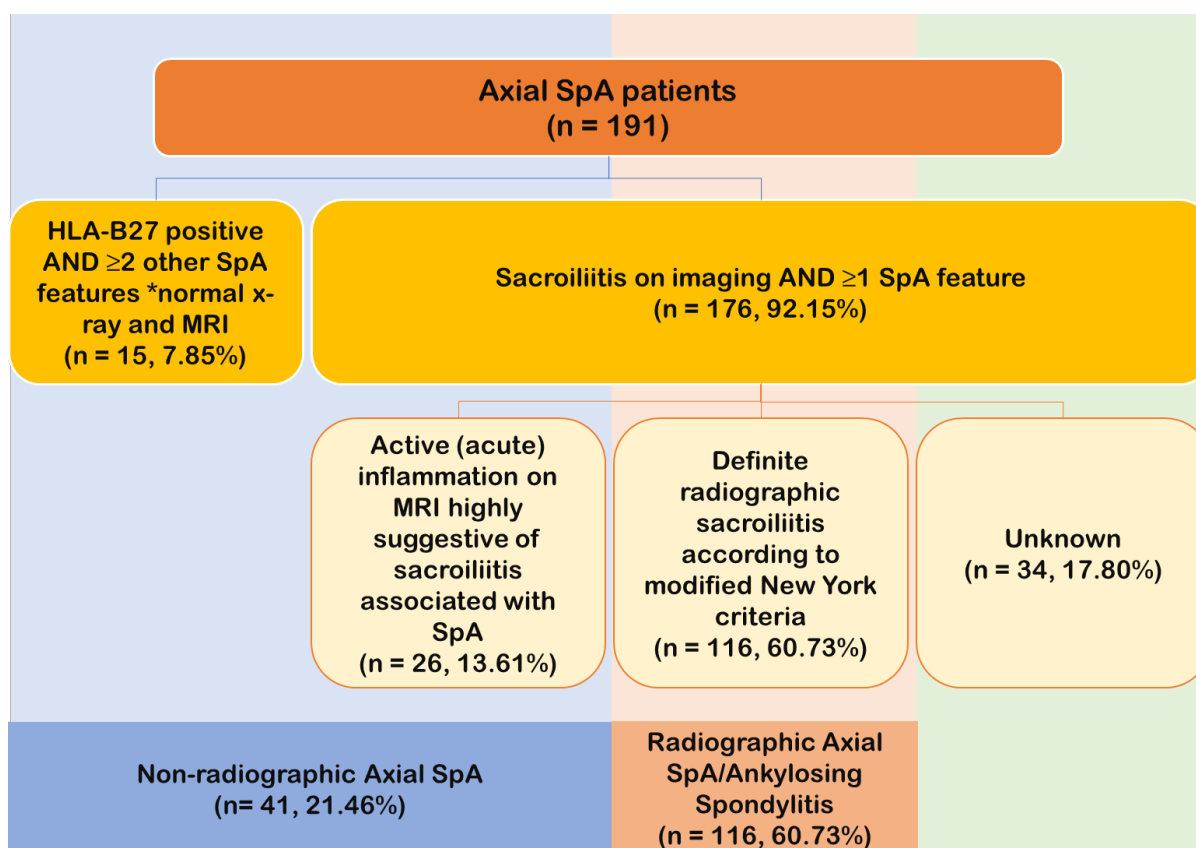 Axial SpA patients
(n = 191)
HLA-B27 positive
AND ≥2 other SpA
features *normal x-
ray and MRI
(n = 15, 7.85%)
Sacroiliitis on imaging AND ≥1 SpA feature
(n = 176, 92.15%)
Active (acute)
inflammation on
MRI highly
suggestive of
sacroiliitis
associated with
SpA
(n = 26, 13.61%)
Definite
radiographic
sacroiliitis
according to
modified New York
criteria
(n = 116, 60.73%)
Unknown
(n = 34, 17.80%)
Non-radiographic Axial SpA
(n= 41, 21.46%)
Radiographic Axial
SpA/Ankylosing
Spondylitis
(n = 116, 60.73%)